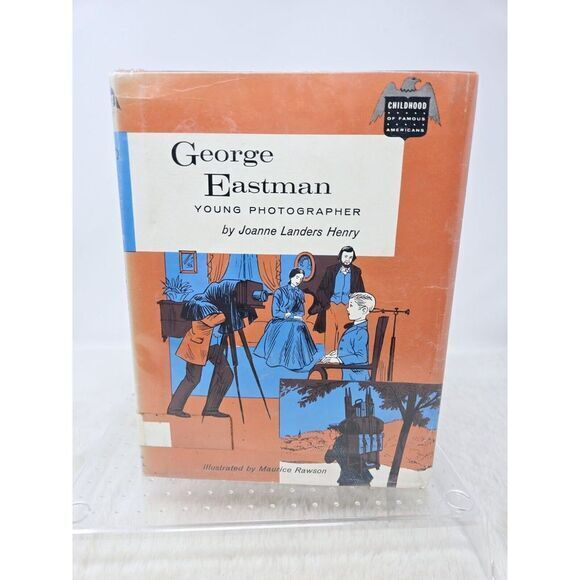 CHILDHOOD
OF FAMOUS
AMERICANS
George
Eastman
YOUNG PHOTOGRAPHER
by Joanne Landers Henry
Illustrated by Maurice Rawson